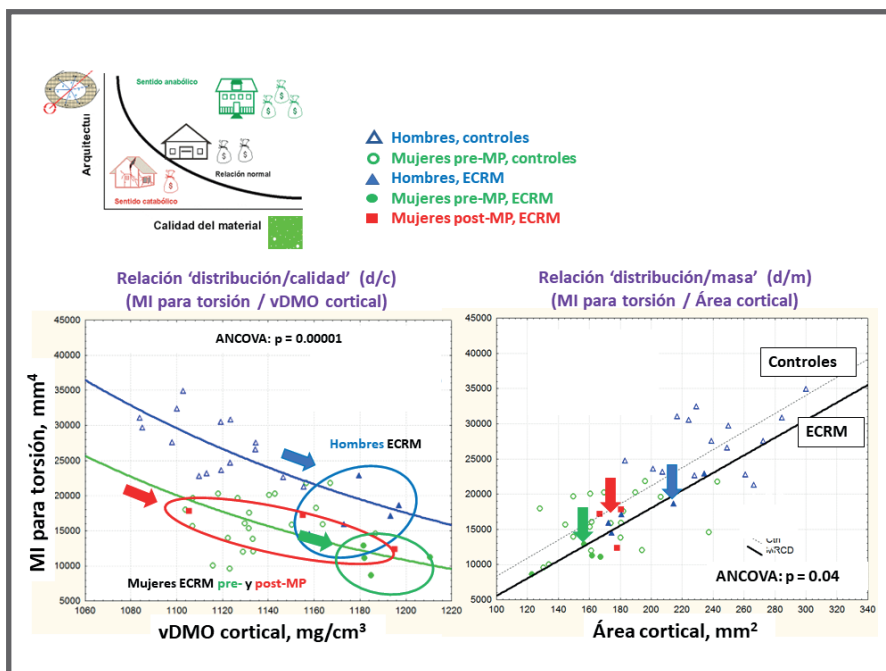 Sentido anabólico
Arquitectur
Relación normal
Sentido catabólico
Calidad del material
$
$
$
$
$
$
Hombres, controles
Mujeres pre-MP, controles
Hombres, ECRM
Mujeres pre-MP, ECRM
Mujeres post-MP, ECRM
Relación ‘distribución/calidad’ (d/c)
(MI para torsión / vDMO cortical)
MI para torsión, mm4
45000
40000
35000
30000
25000
20000
15000
10000
5000
ANCOVA: p = 0.00001
Hombres ECRM
Mujeres ECRM pre- y post-MP
1060 1080 1100 1120 1140 1160 1180 1200 1220
vDMO cortical, mg/cm3
Relación ‘distribución/masa’ (d/m)
(MI para torsión / Área cortical)
45000
40000
35000
30000
25000
20000
15000
10000
5000
Controles
ECRM
MRCD
ANCOVA: p = 0.04
100 120 140 160 180 200 220 240 260 280 300 320 340
Área cortical, mm2